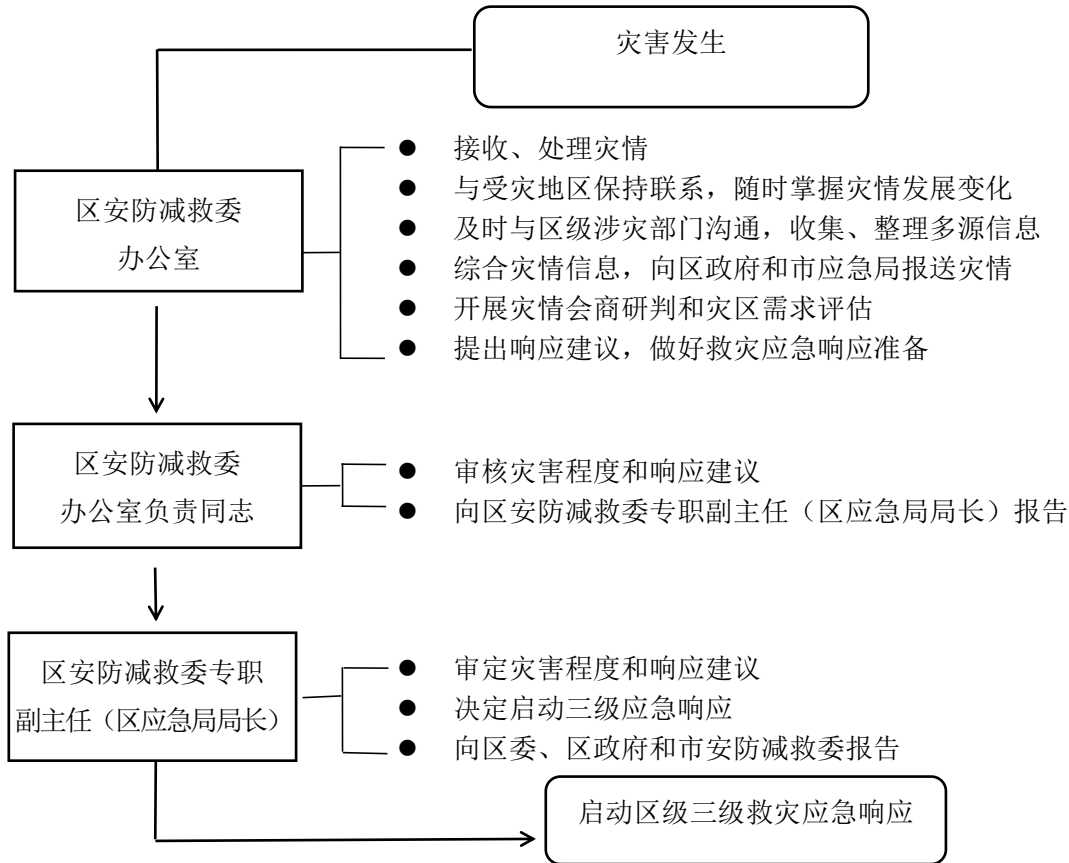 灾害发生
区安防减救委
办公室
● 接收、处理灾情
● 与受灾地区保持联系，随时掌握灾情发展变化
● 及时与区级涉灾部门沟通，收集、整理多源信息
● 综合灾情信息，向区政府和市应急局报送灾情
● 开展灾情会商研判和灾区需求评估
● 提出响应建议，做好救灾应急响应准备
区安防减救委
办公室负责同志
● 审核灾害程度和响应建议
● 向区安防减救委专职副主任（区应急局局长）报告
区安防减救委专职
副主任（区应急局局长）
● 审定灾害程度和响应建议
● 决定启动三级应急响应
● 向区委、区政府和市安防减救委报告
启动区级三级救灾应急响应